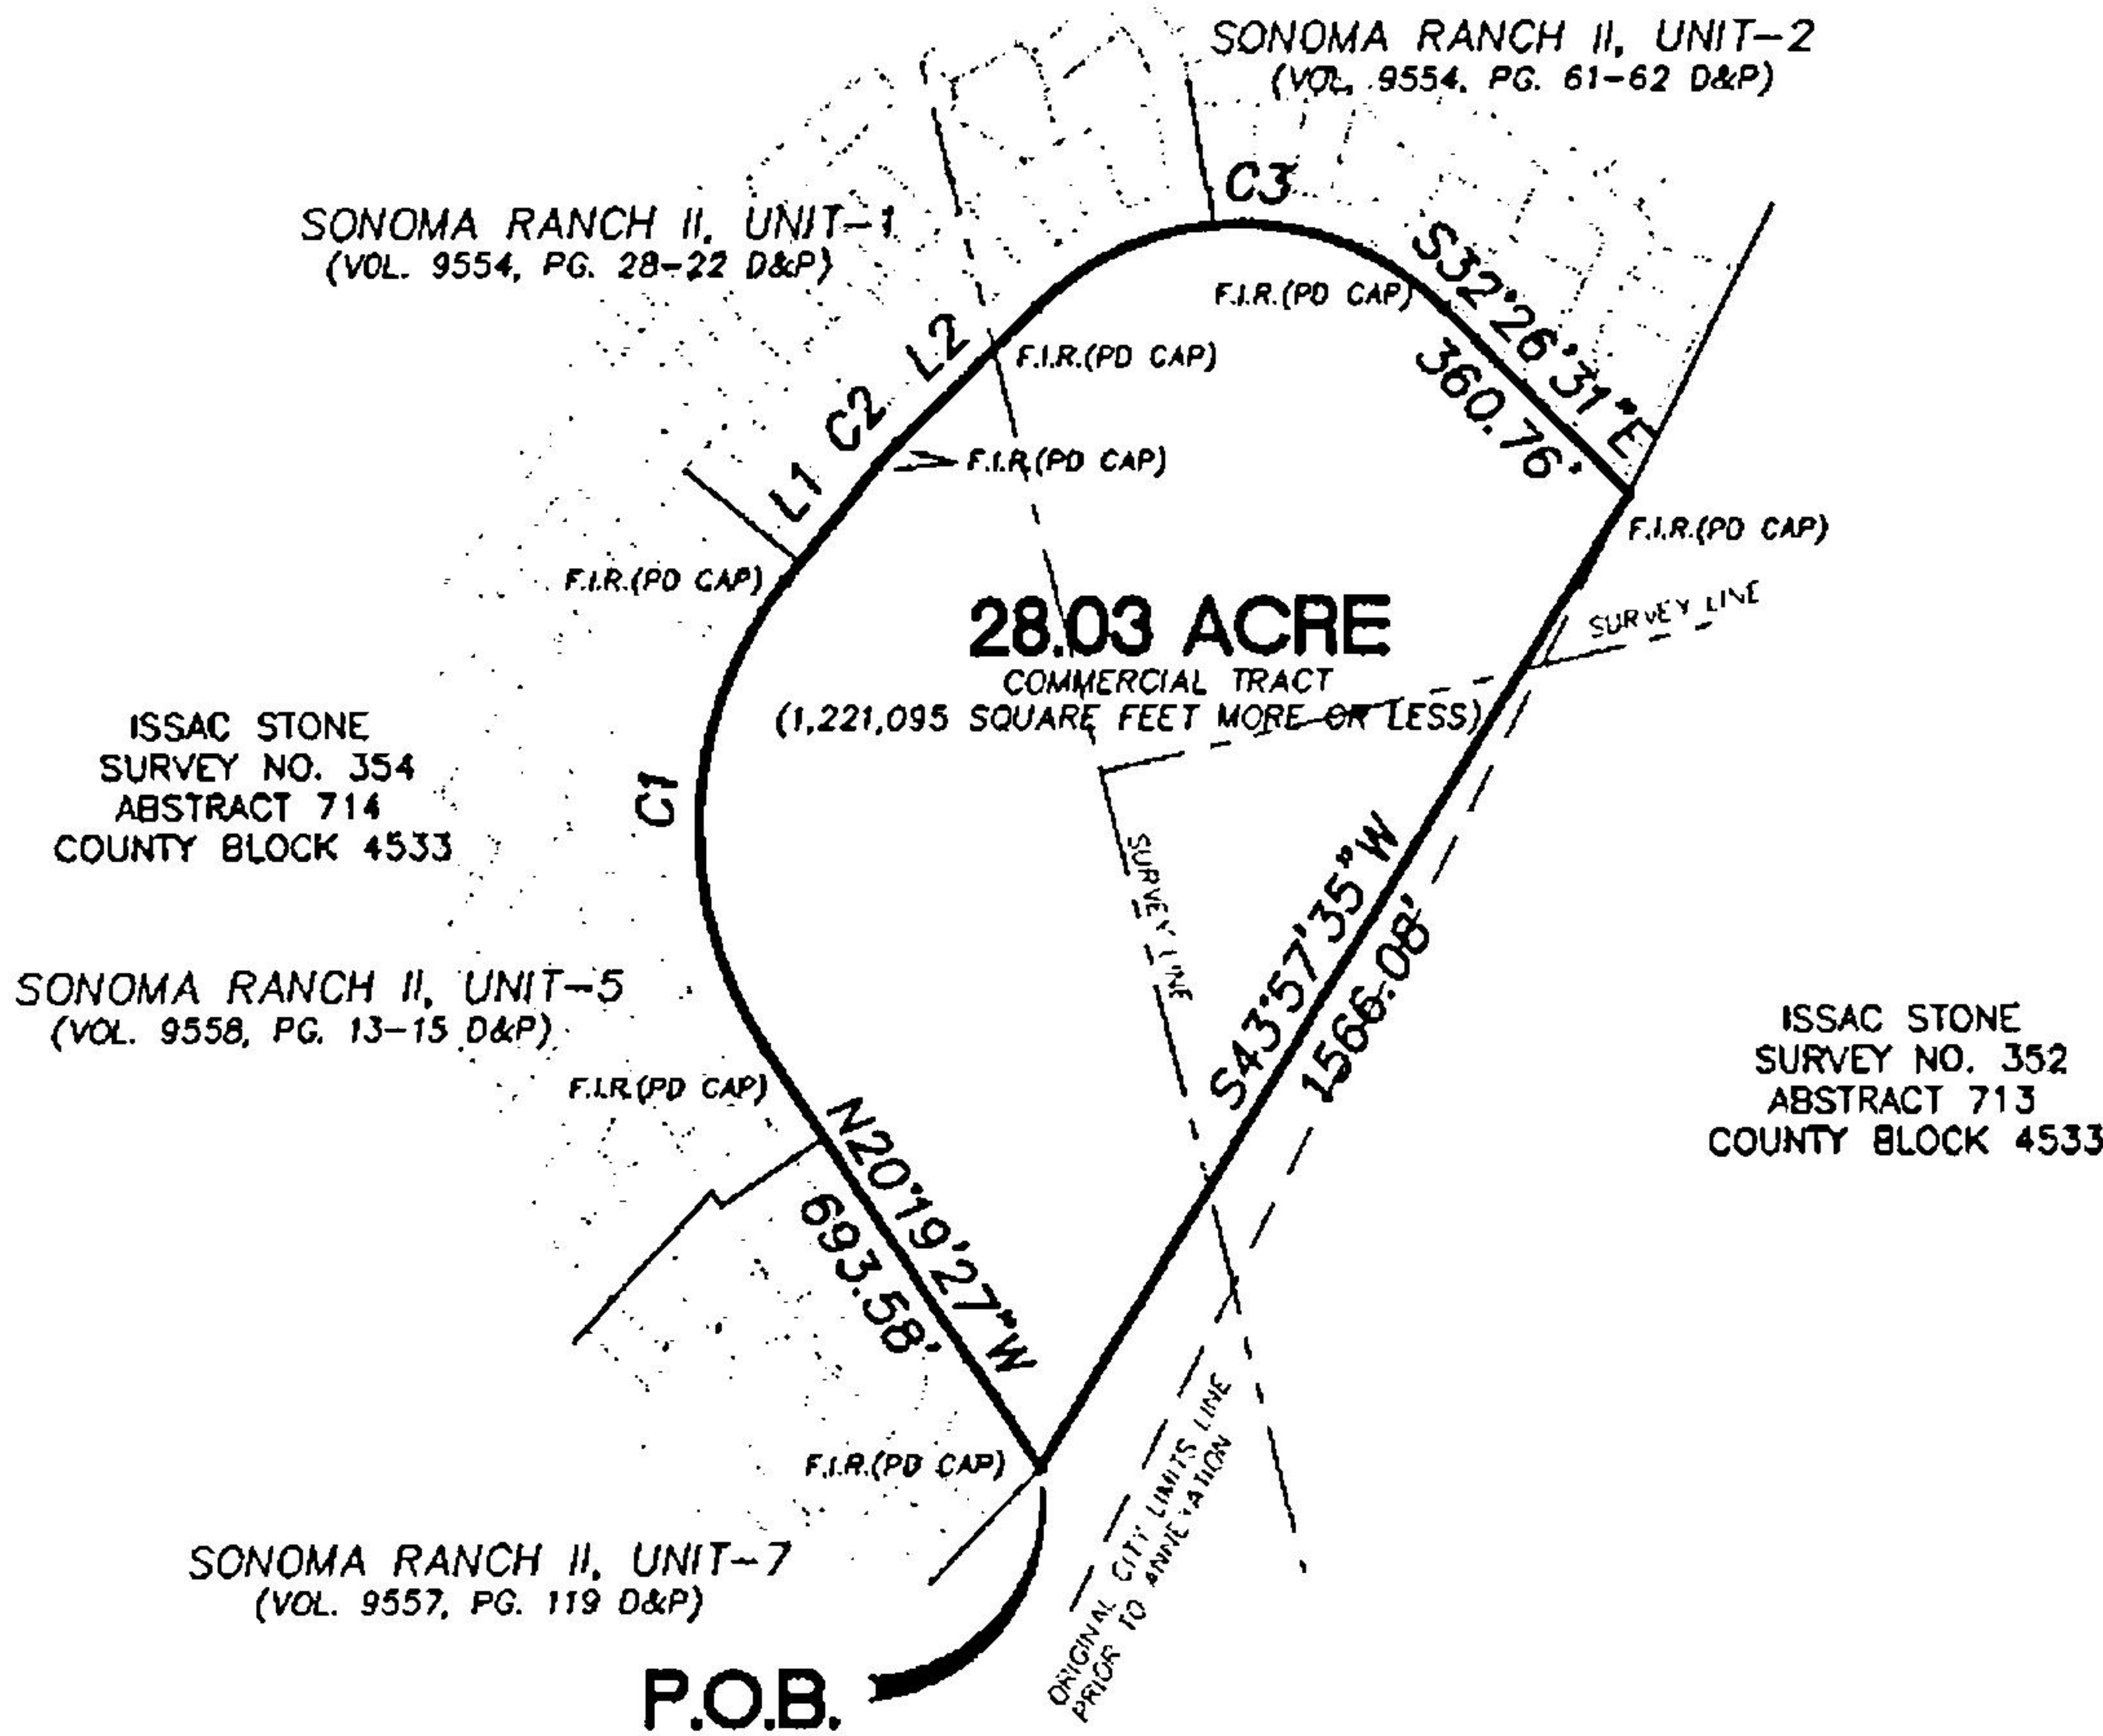 SONOMA RANCH II, UNIT-2
(VOL. 9554, PG. 61-62 D&P)
C3
SONOMA RANCH II, UNIT-1
(VOL. 9554, PG. 28-22 D&P)
S32°26'31"E
360.76'
F.I.R.(PD CAP)
L2
F.I.R.(PD CAP)
C2
F.I.R.(PD CAP)
L1
F.I.R.(PD CAP)
F.I.R.(PD CAP)
28.03 ACRE
COMMERCIAL TRACT
(1,221,095 SQUARE FEET MORE OR LESS)
SURVEY LINE
ISSAC STONE
SURVEY NO. 354
ABSTRACT 714
COUNTY BLOCK 4533
C1
SURVEY LINE
S43°57'35"W
1566.08'
SONOMA RANCH II, UNIT-5
(VOL. 9558, PG. 13-15 D&P)
ISSAC STONE
SURVEY NO. 352
ABSTRACT 713
COUNTY BLOCK 4533
F.I.R.(PD CAP)
N20°19'27"W
693.58'
F.I.R.(PD CAP)
ORIGINAL CITY LIMITS LINE
PRIOR TO ANNEXATION
SONOMA RANCH II, UNIT-7
(VOL. 9557, PG. 119 D&P)
P.O.B.